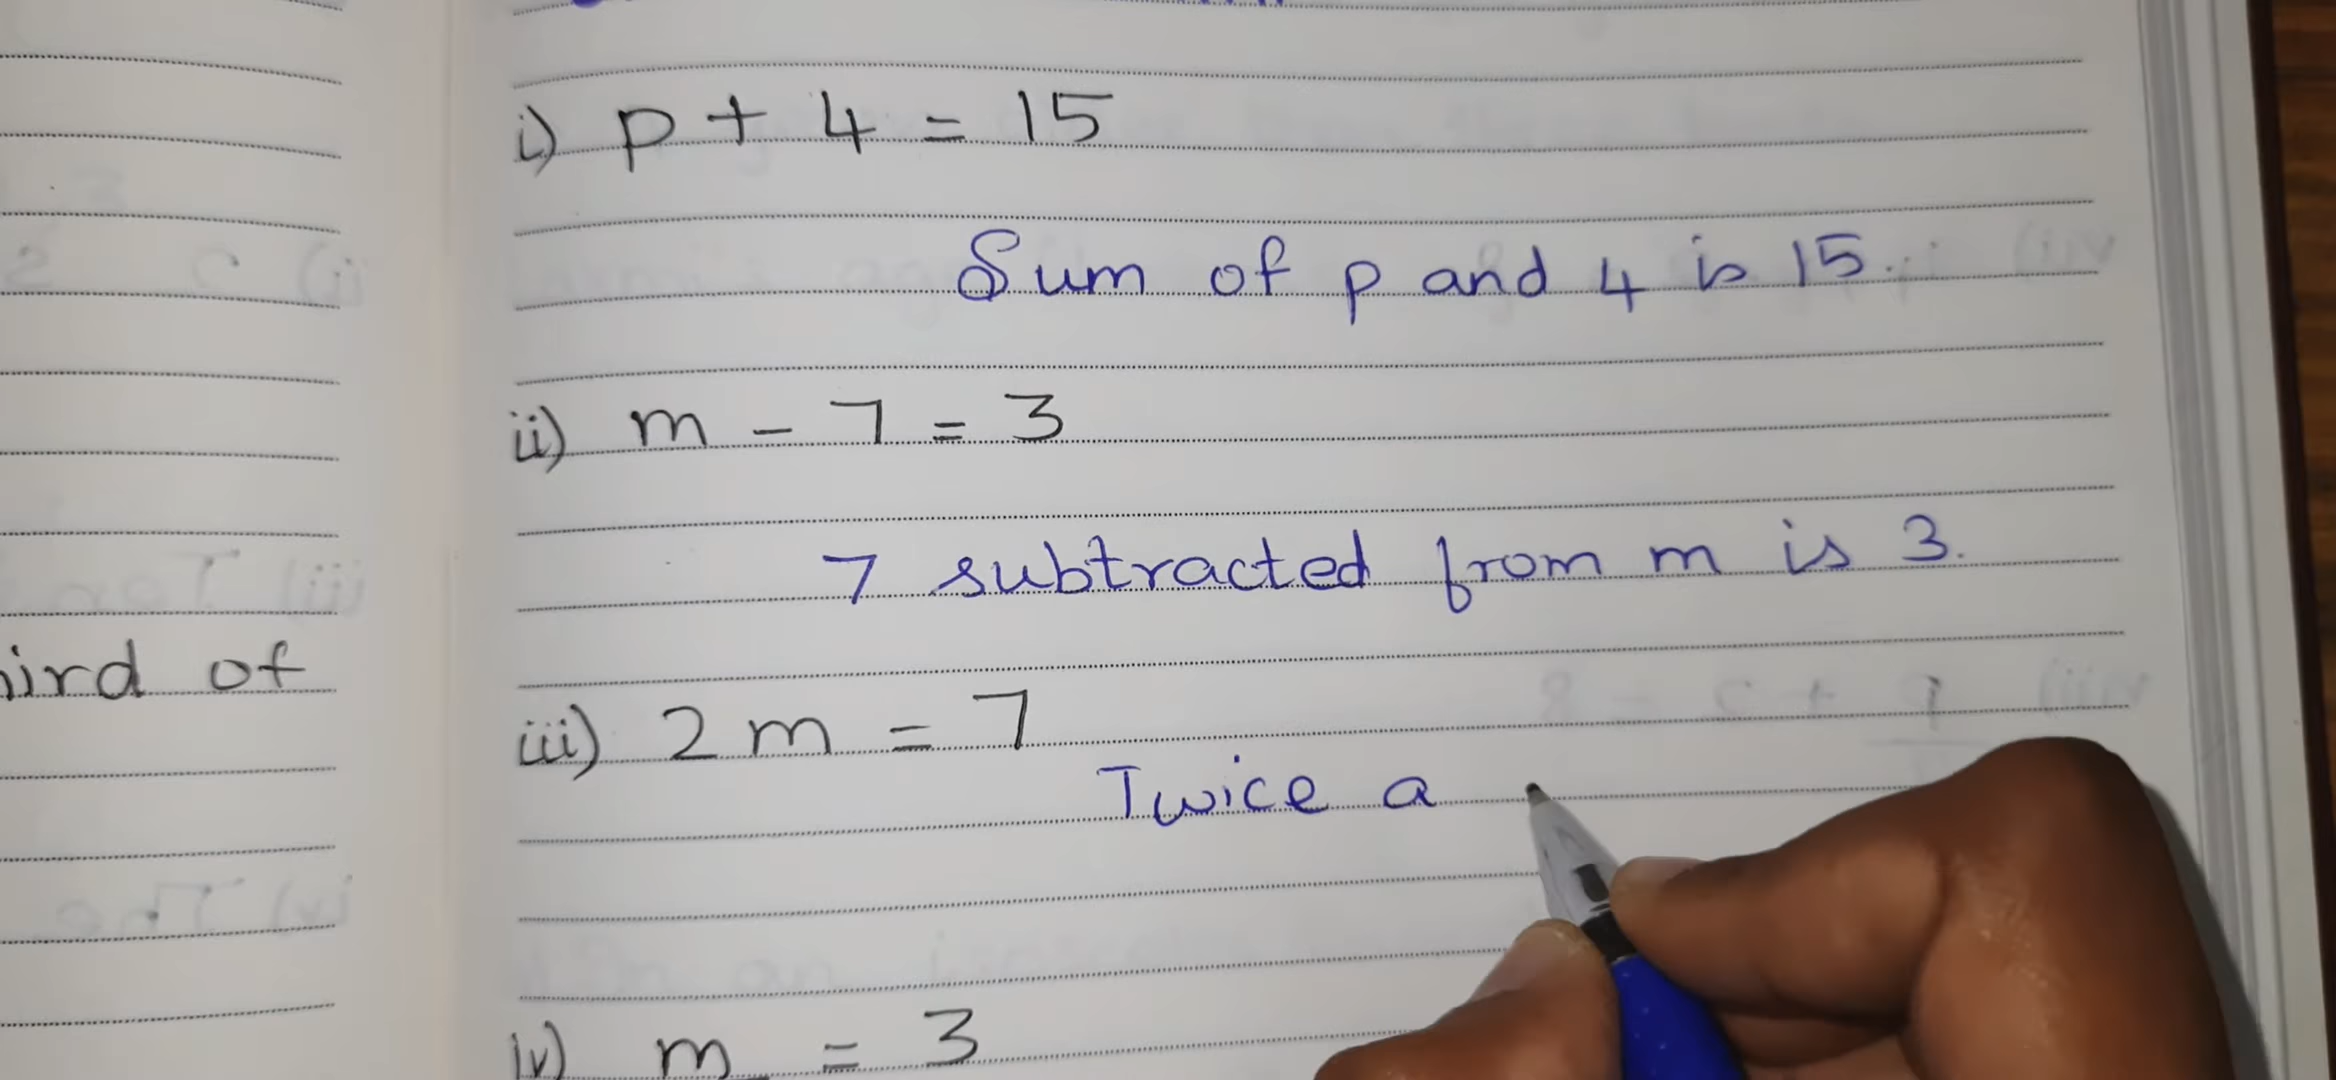 i) p + 4 = 15
Sum of p and 4 is 15.
ii) m - 7 = 3
7 subtracted from m is 3.
iii) 2m = 7
Twice a
ird of
iv) m = 3